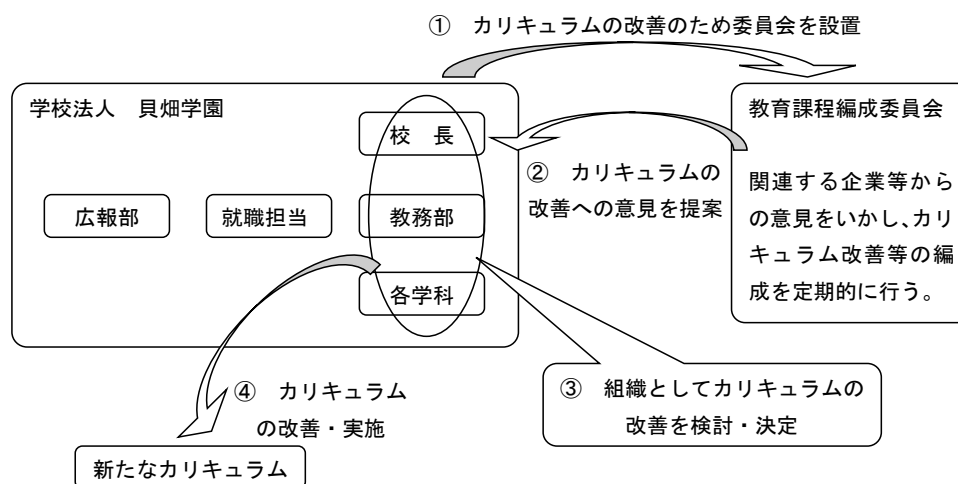 ① カリキュラムの改善のため委員会を設置
学校法人 貝畑学園
校 長
広報部
就職担当
教務部
各学科
教育課程編成委員会
関連する企業等から
の意見をいかし、カリ
キュラム改善等の編
成を定期的に行う。
② カリキュラムの
改善への意見を提案
③ 組織としてカリキュラムの
改善を検討・決定
④ カリキュラム
の改善・実施
新たなカリキュラム